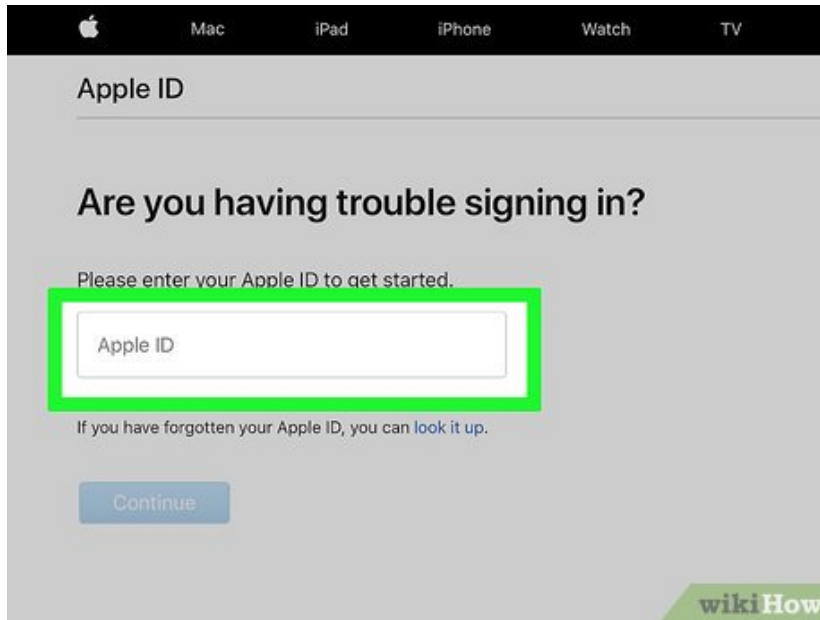 Mac iPad iPhone Watch TV
Apple ID
Are you having trouble signing in?
Please enter your Apple ID to get started.
Apple ID
If you have forgotten your Apple ID, you can look it up.
Continue
wikiHow